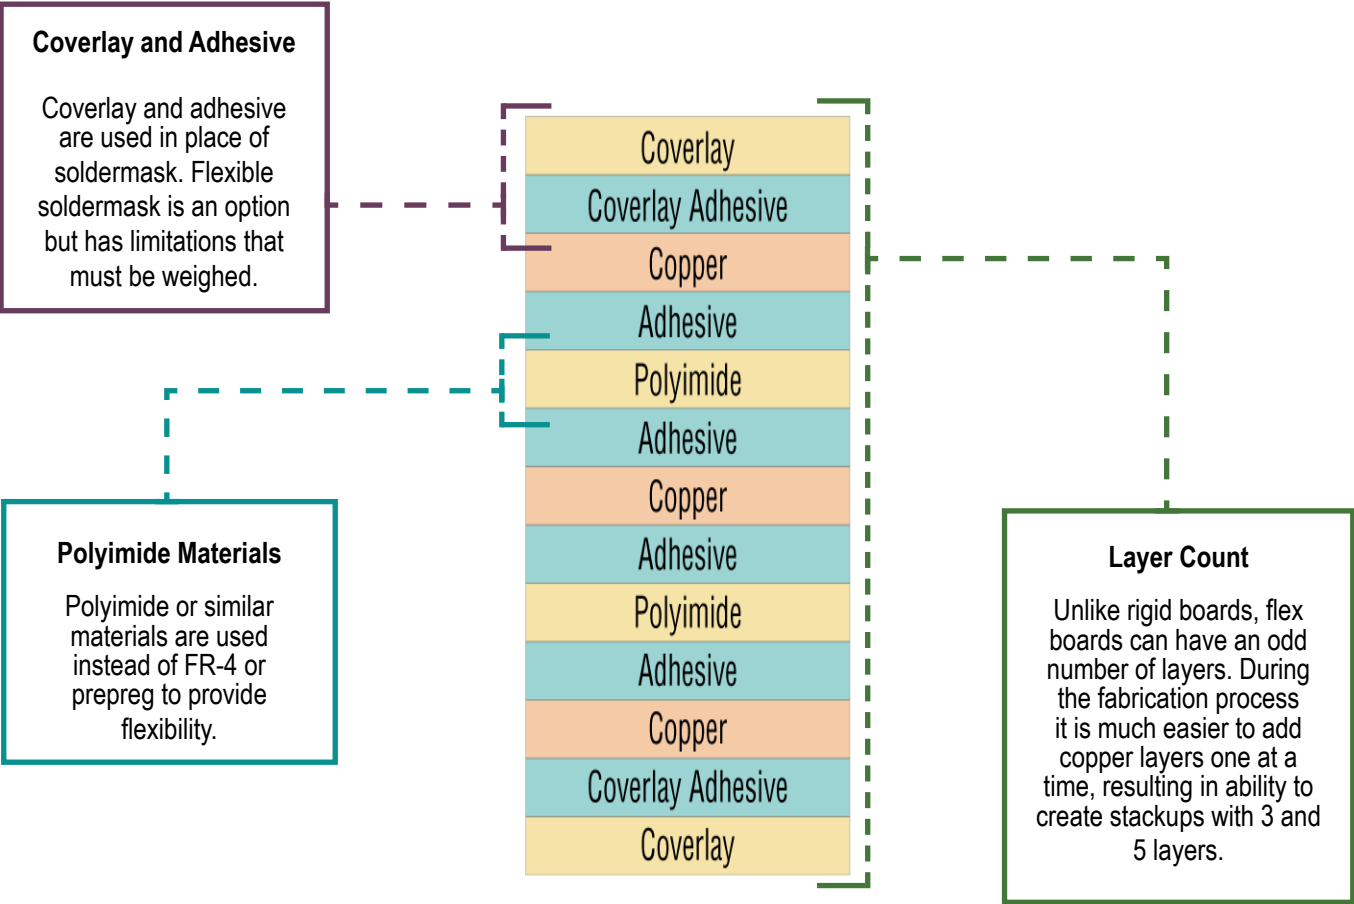 Coverlay and Adhesive
Coverlay and adhesive
are used in place of
soldermask. Flexible
soldermask is an option
but has limitations that
must be weighed.
Coverlay
Coverlay Adhesive
Copper
Adhesive
Polyimide
Adhesive
Copper
Adhesive
Polyimide
Adhesive
Copper
Coverlay Adhesive
Coverlay
Polyimide Materials
Polyimide or similar
materials are used
instead of FR-4 or
prepreg to provide
flexibility.
Layer Count
Unlike rigid boards, flex
boards can have an odd
number of layers. During
the fabrication process
it is much easier to add
copper layers one at a
time, resulting in ability to
create stackups with 3 and
5 layers.